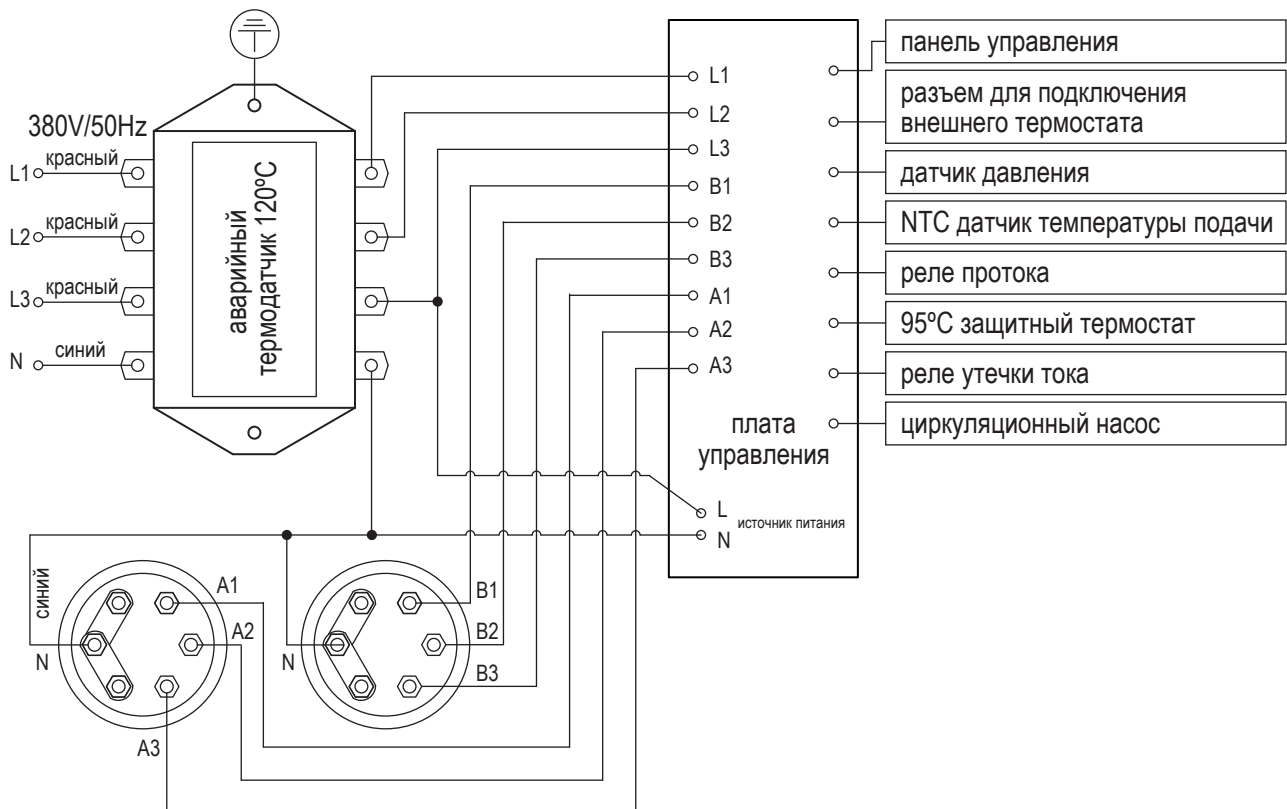 380V/50Hz
L1
красный
L2
красный
L3
красный
N
синий
аварийный
термодатчик 120ºC
L1
L2
L3
B1
B2
B3
A1
A2
A3
плата
управления
L
источник питания
N
панель управления
разъем для подключения
внешнего термостата
датчик давления
NTC датчик температуры подачи
реле протока
95ºC защитный термостат
реле утечки тока
циркуляционный насос
синий
N
A1
A2
A3
N
B1
B2
B3